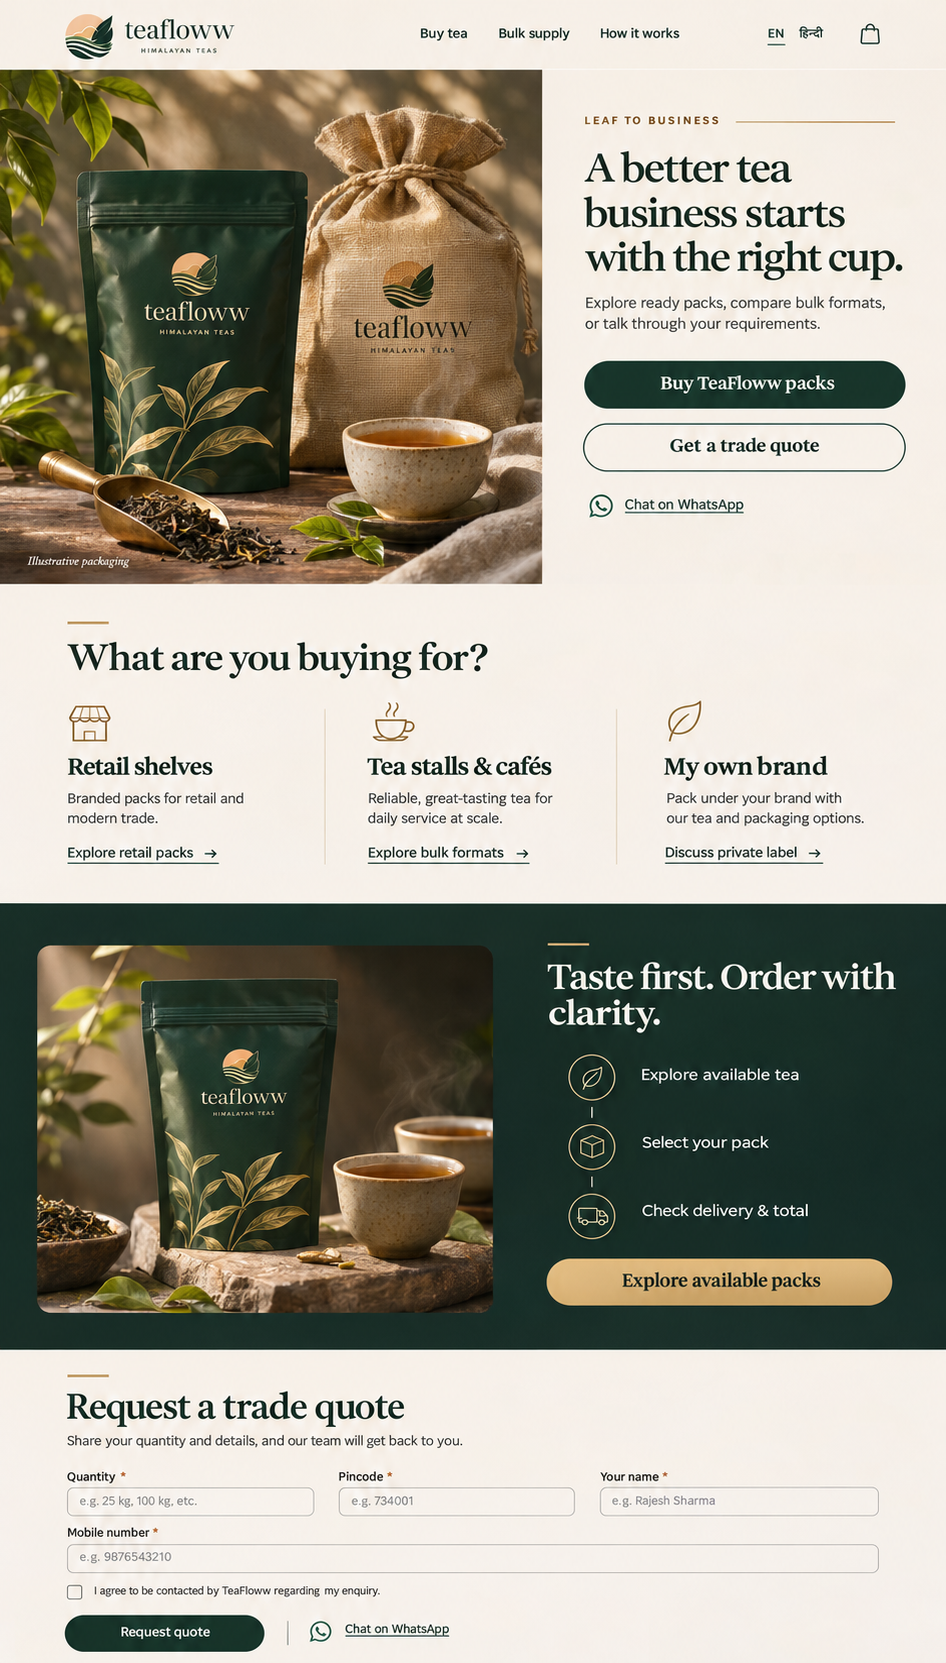 teafloww
HIMALAYAN TEAS
Buy tea
Bulk supply
How it works
EN
हिन्दी
teafloww
HIMALAYAN TEAS
teafloww
HIMALAYAN TEAS
Illustrative packaging
LEAF TO BUSINESS
A better tea
business starts
with the right cup.
Explore ready packs, compare bulk formats,
or talk through your requirements.
Buy TeaFloww packs
Get a trade quote
Chat on WhatsApp
What are you buying for?
Retail shelves
Branded packs for retail and
modern trade.
Explore retail packs →
Tea stalls & cafés
Reliable, great-tasting tea for
daily service at scale.
Explore bulk formats →
My own brand
Pack under your brand with
our tea and packaging options.
Discuss private label →
teafloww
HIMALAYAN TEAS
Taste first. Order with
clarity.
Explore available tea
Select your pack
Check delivery & total
Explore available packs
Request a trade quote
Share your quantity and details, and our team will get back to you.
Quantity *
e.g. 25 kg, 100 kg, etc.
Pincode *
e.g. 734001
Your name *
e.g. Rajesh Sharma
Mobile number *
e.g. 9876543210
I agree to be contacted by TeaFloww regarding my enquiry.
Request quote
Chat on WhatsApp